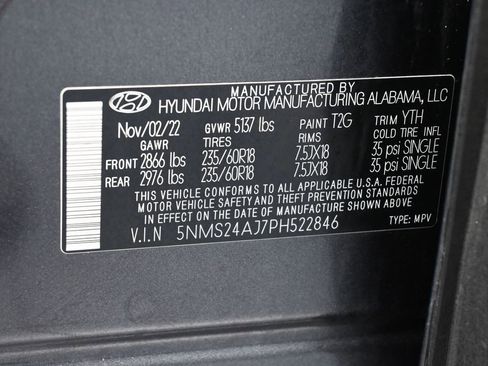 MANUFACTURED BY
HYUNDAI MOTOR MANUFACTURING ALABAMA, LLC
Nov/02/22 GVWR 5137 lbs PAINT T2G TRIM YTH
GAWR TIRES RIMS COLD TIRE INFL
FRONT 2866 lbs 235/60R18 7.5JX18 35 psi SINGLE
REAR 2976 lbs 235/60R18 7.5JX18 35 psi SINGLE
THIS VEHICLE CONFORMS TO ALL APPLICABLE U.S.A. FEDERAL
MOTOR VEHICLE SAFETY AND THEFT PREVENTION STANDARDS
IN EFFECT ON THE DATE OF MANUFACTURE SHOWN ABOVE.
V.I.N 5NMS24AJ7PH522846 TYPE: MPV